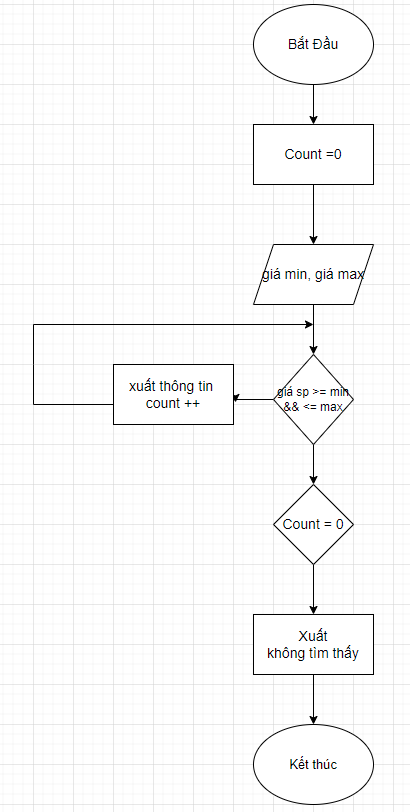 Bắt Đầu
Count =0
giá min, giá max
giá sp >= min
&& <= max
xuất thông tin
count ++
Count = 0
Xuất
không tìm thấy
Kết thúc